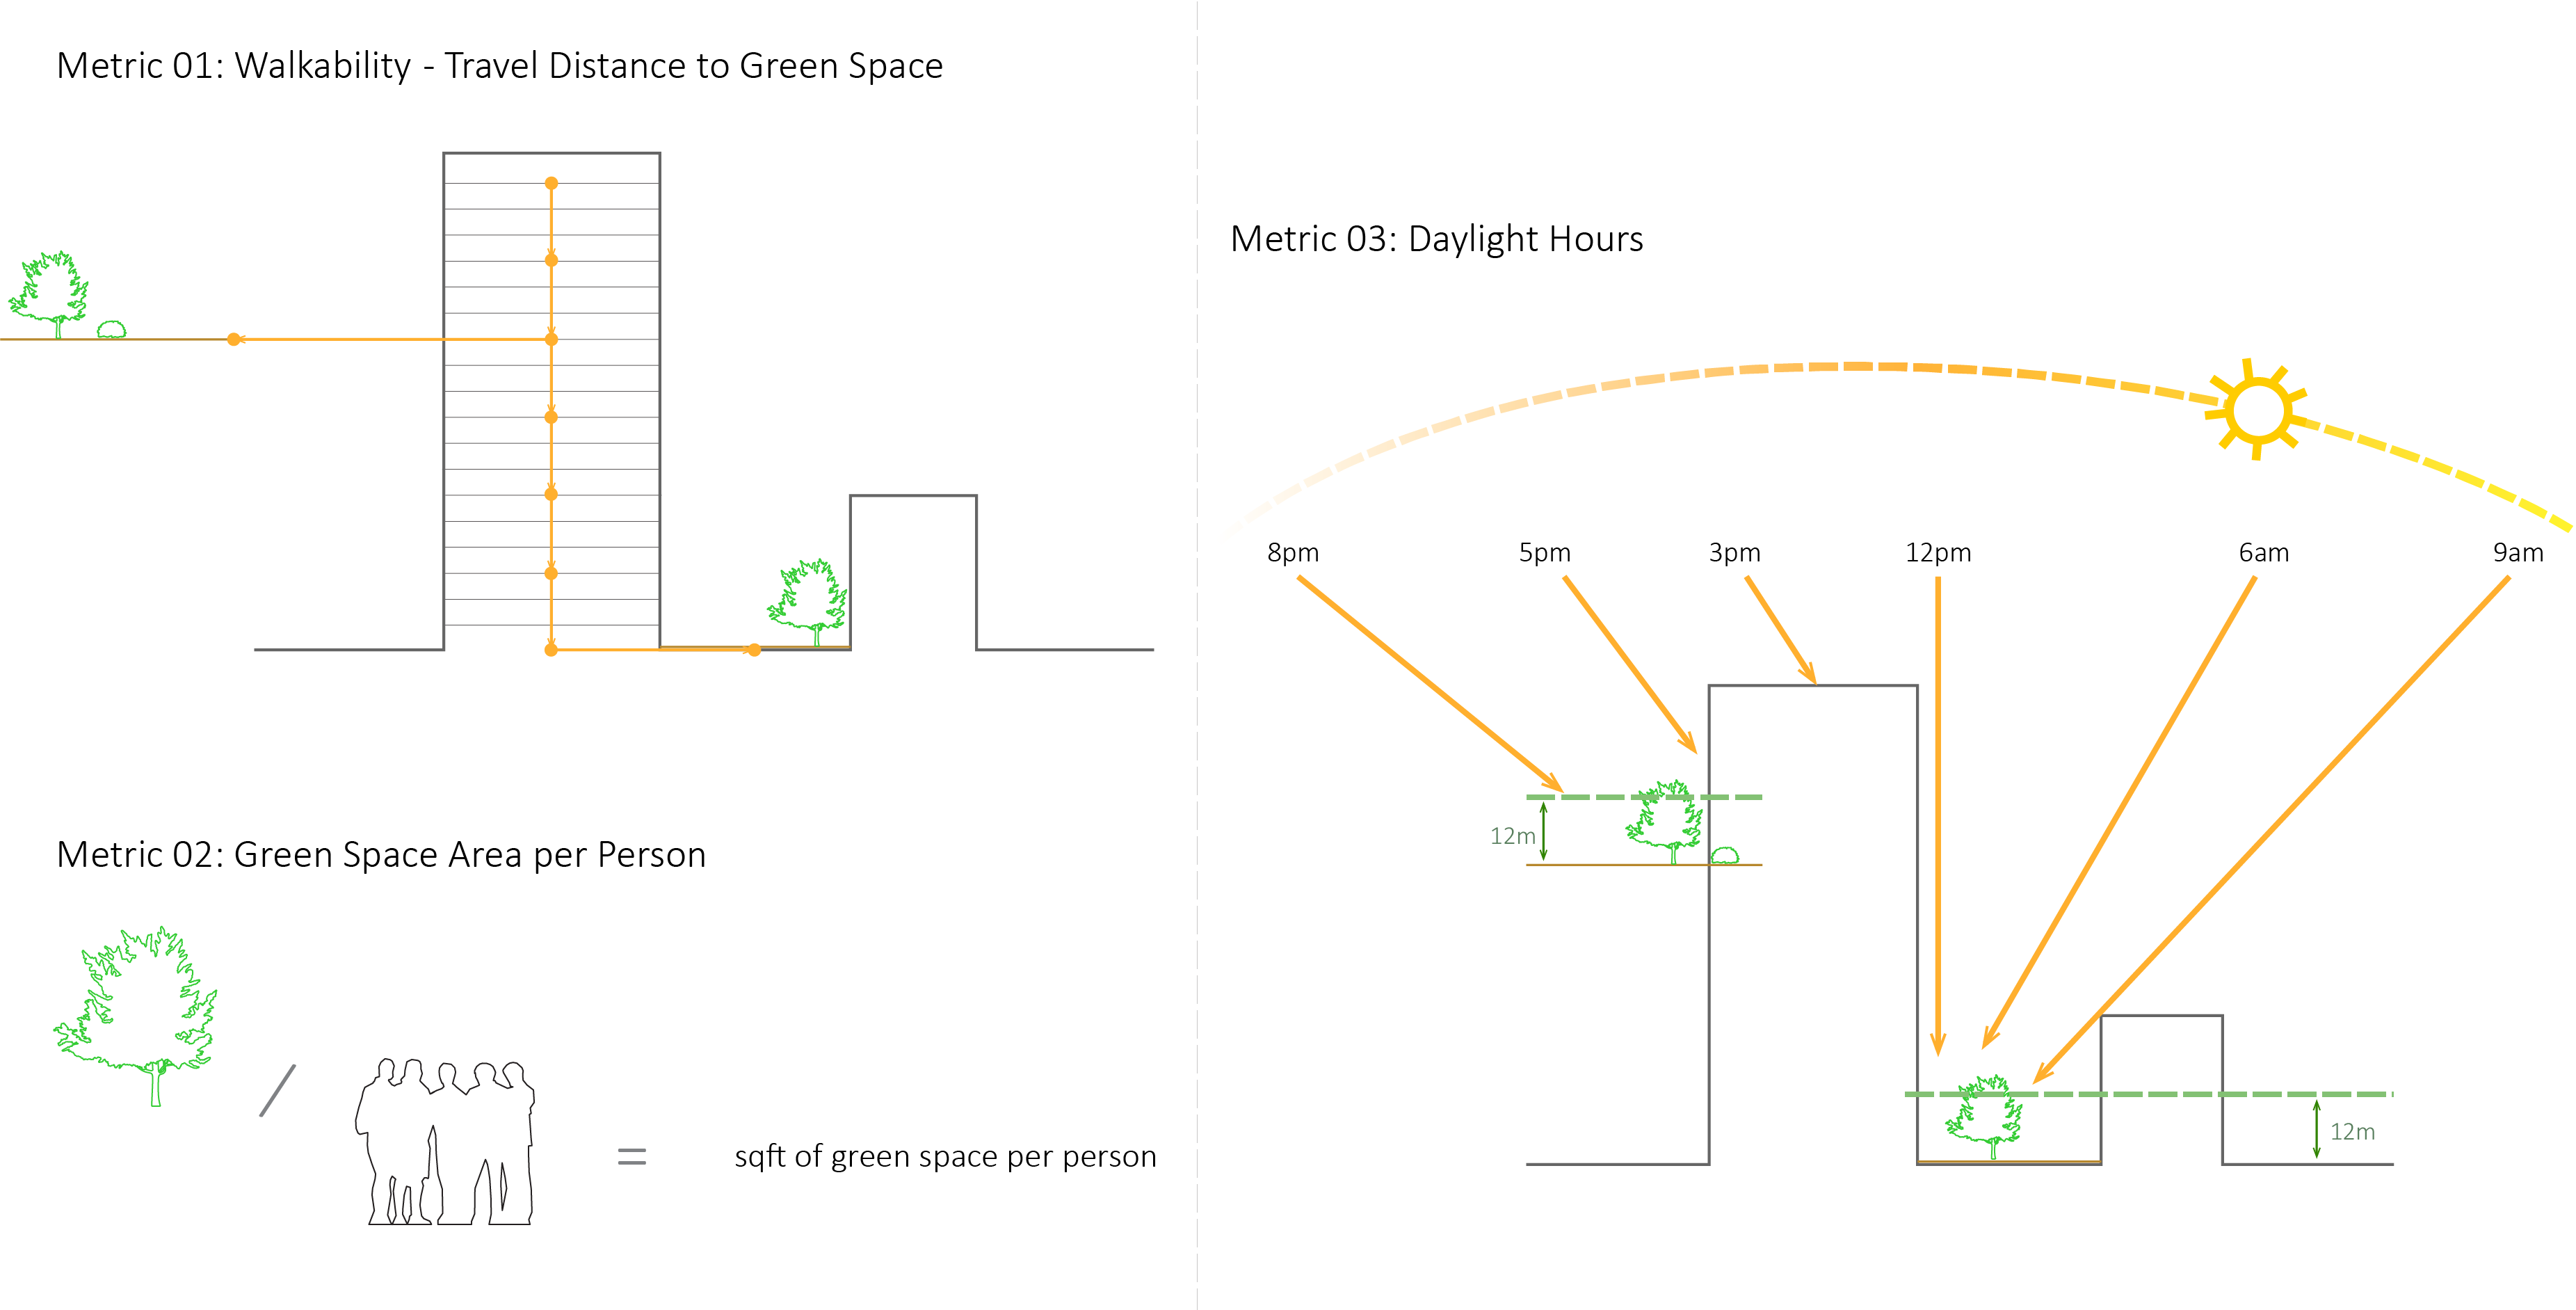 Metric 01: Walkability - Travel Distance to Green Space
Metric 02: Green Space Area per Person
/
=
sqft of green space per person
Metric 03: Daylight Hours
8pm
5pm
3pm
12pm
6am
9am
12m
12m